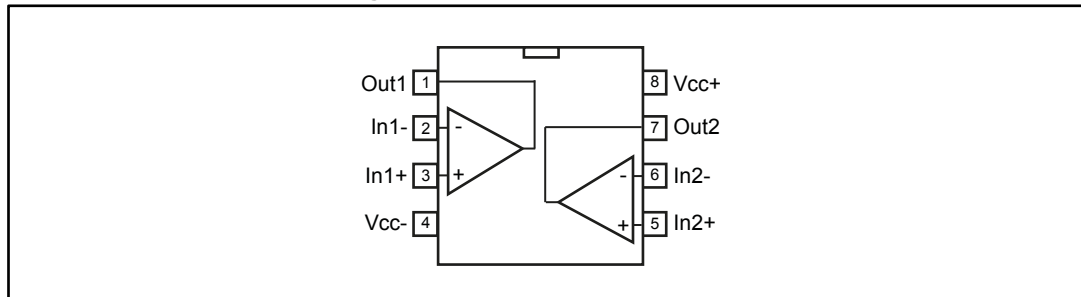 Out1 1 8 Vcc+
In1- 2 - 7 Out2
In1+ 3 + - 6 In2-
Vcc- 4 + 5 In2+